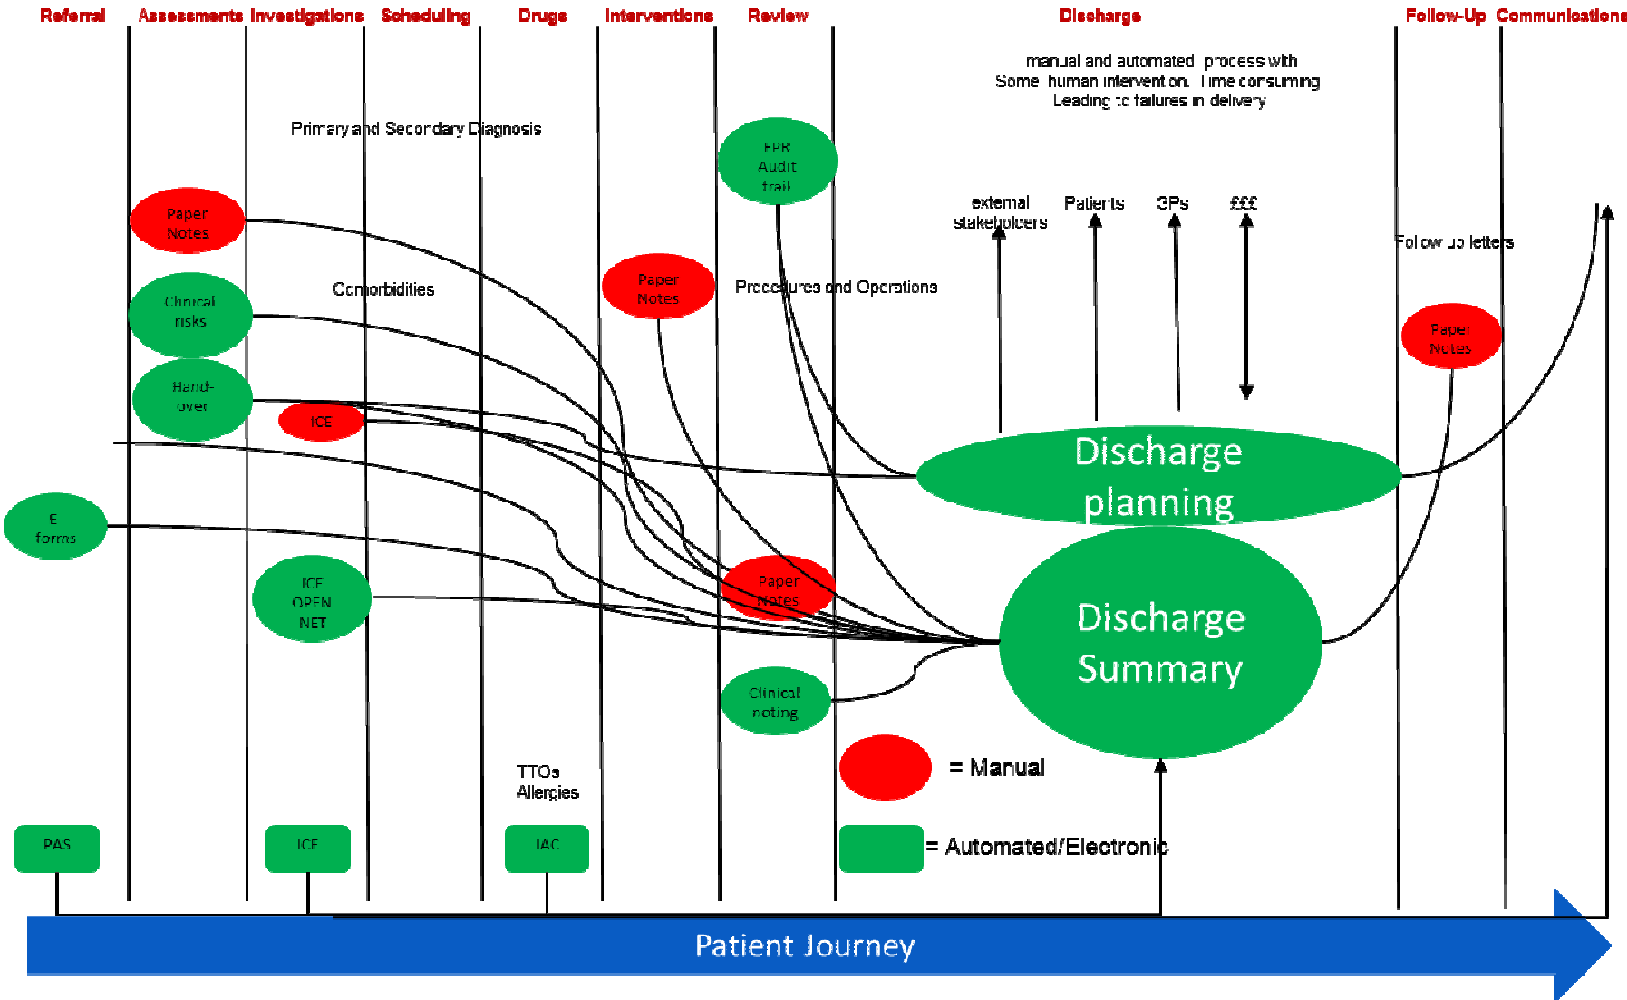 Referral Assessments Investigations Scheduling Drugs Interventions Review Discharge Follow-Up Communications
manual and automated process with
Some human intervention. Time consuming
Leading to failures in delivery
Primary and Secondary Diagnosis
EPR
Audit
trail
Paper
Notes
external
stakeholders
Patients
GPs
£££
Follow up letters
Clinical
risks
Comorbidities
Paper
Notes
Procedures and Operations
Paper
Notes
Hand-
over
ICE
Discharge
planning
E
forms
ICE
OPEN
NET
Paper
Notes
Discharge
Summary
Clinical
noting
= Manual
TTOs
Allergies
PAS
ICE
JAC
= Automated/Electronic
Patient Journey